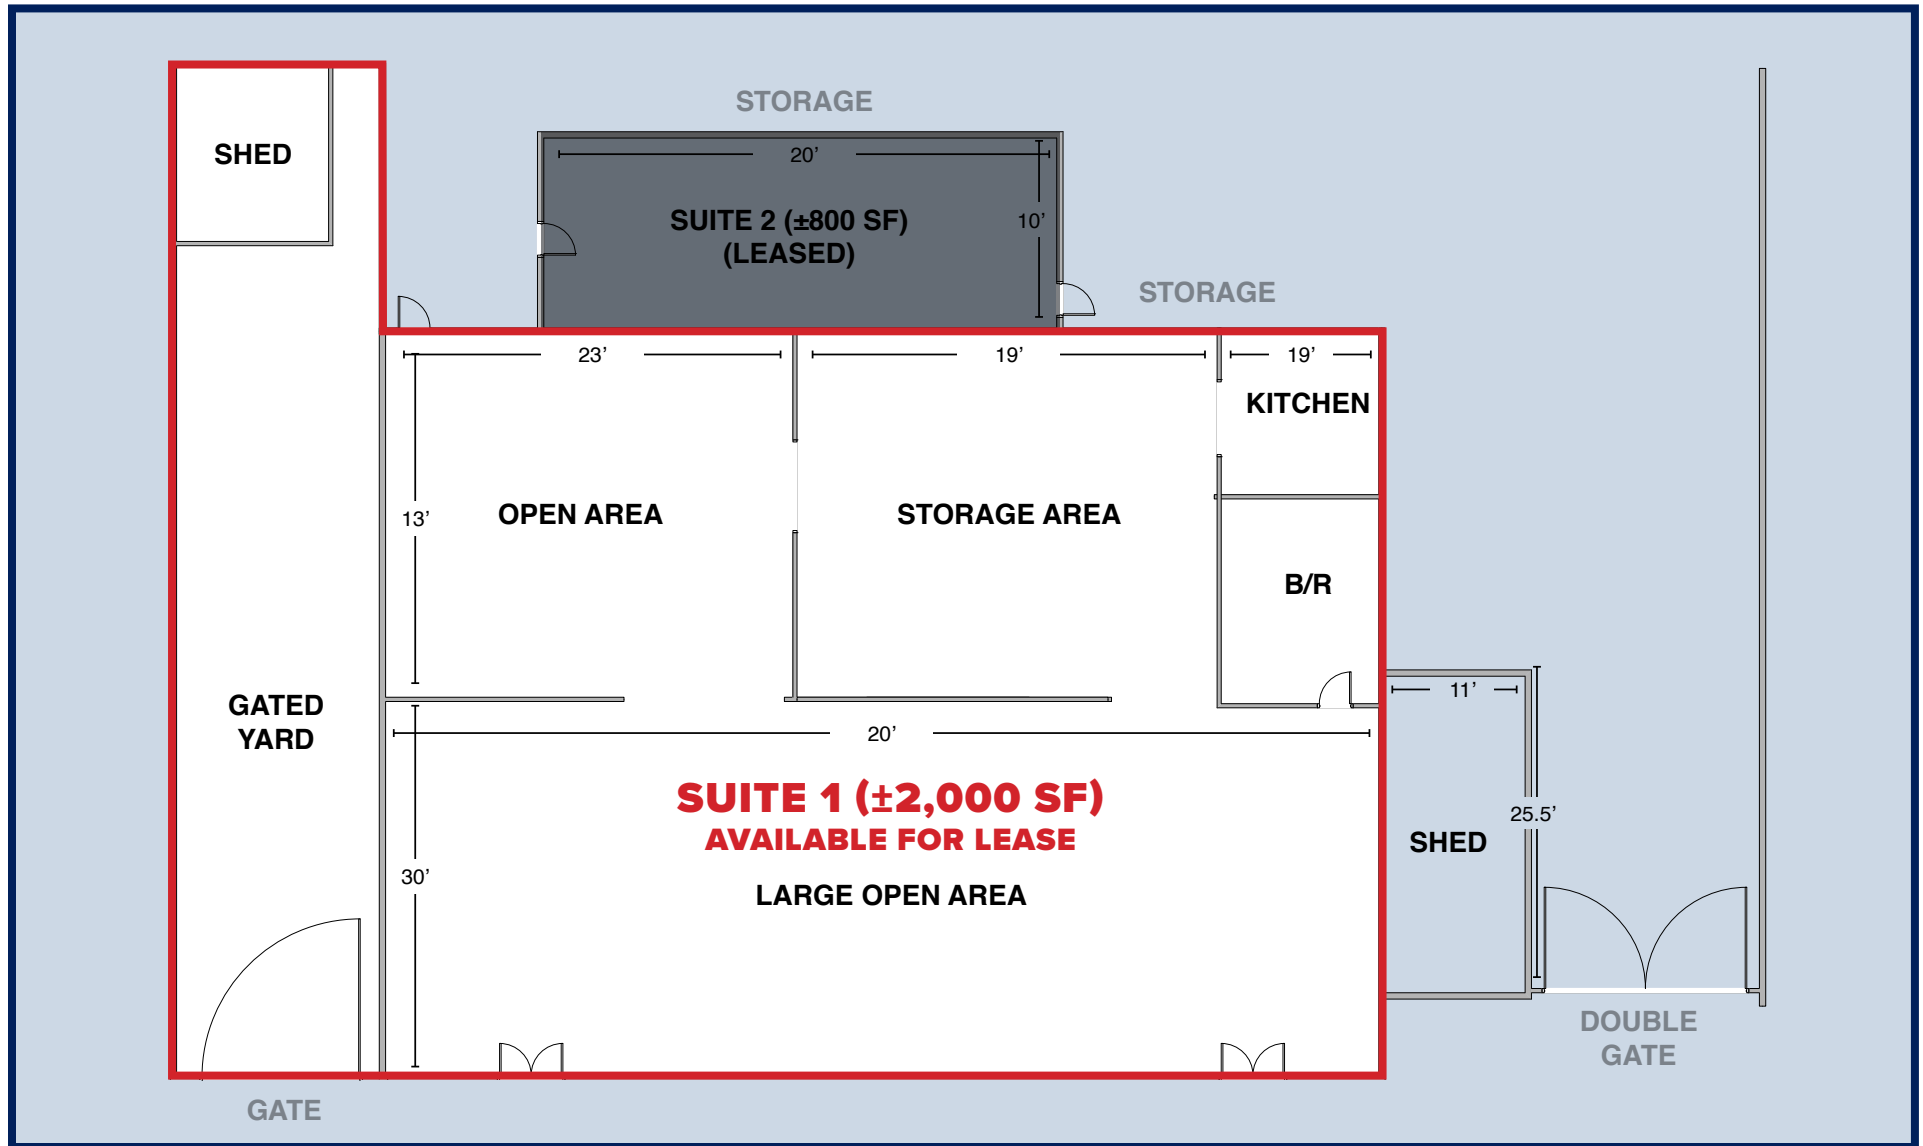 STORAGE
SHED
20’
SUITE 2 (±800 SF)
(LEASED)
10’
STORAGE
23’
19’
19’
KITCHEN
13’
OPEN AREA
STORAGE AREA
B/R
GATED
YARD
11’
20’
SUITE 1 (±2,000 SF)
AVAILABLE FOR LEASE
25.5’
SHED
30’
LARGE OPEN AREA
DOUBLE
GATE
GATE